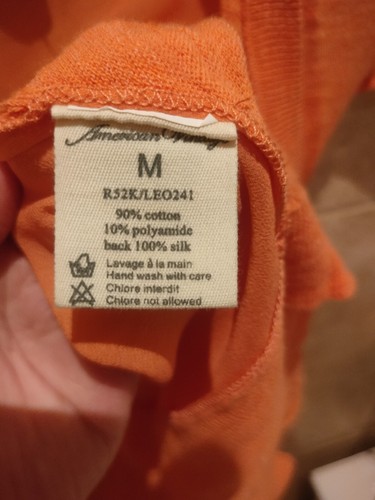 American Vintage
M
R52K/LEO241
90% cotton
10% polyamide
back 100% silk
Lavage à la main
Hand wash with care
Chlore interdit
Chlore not allowed